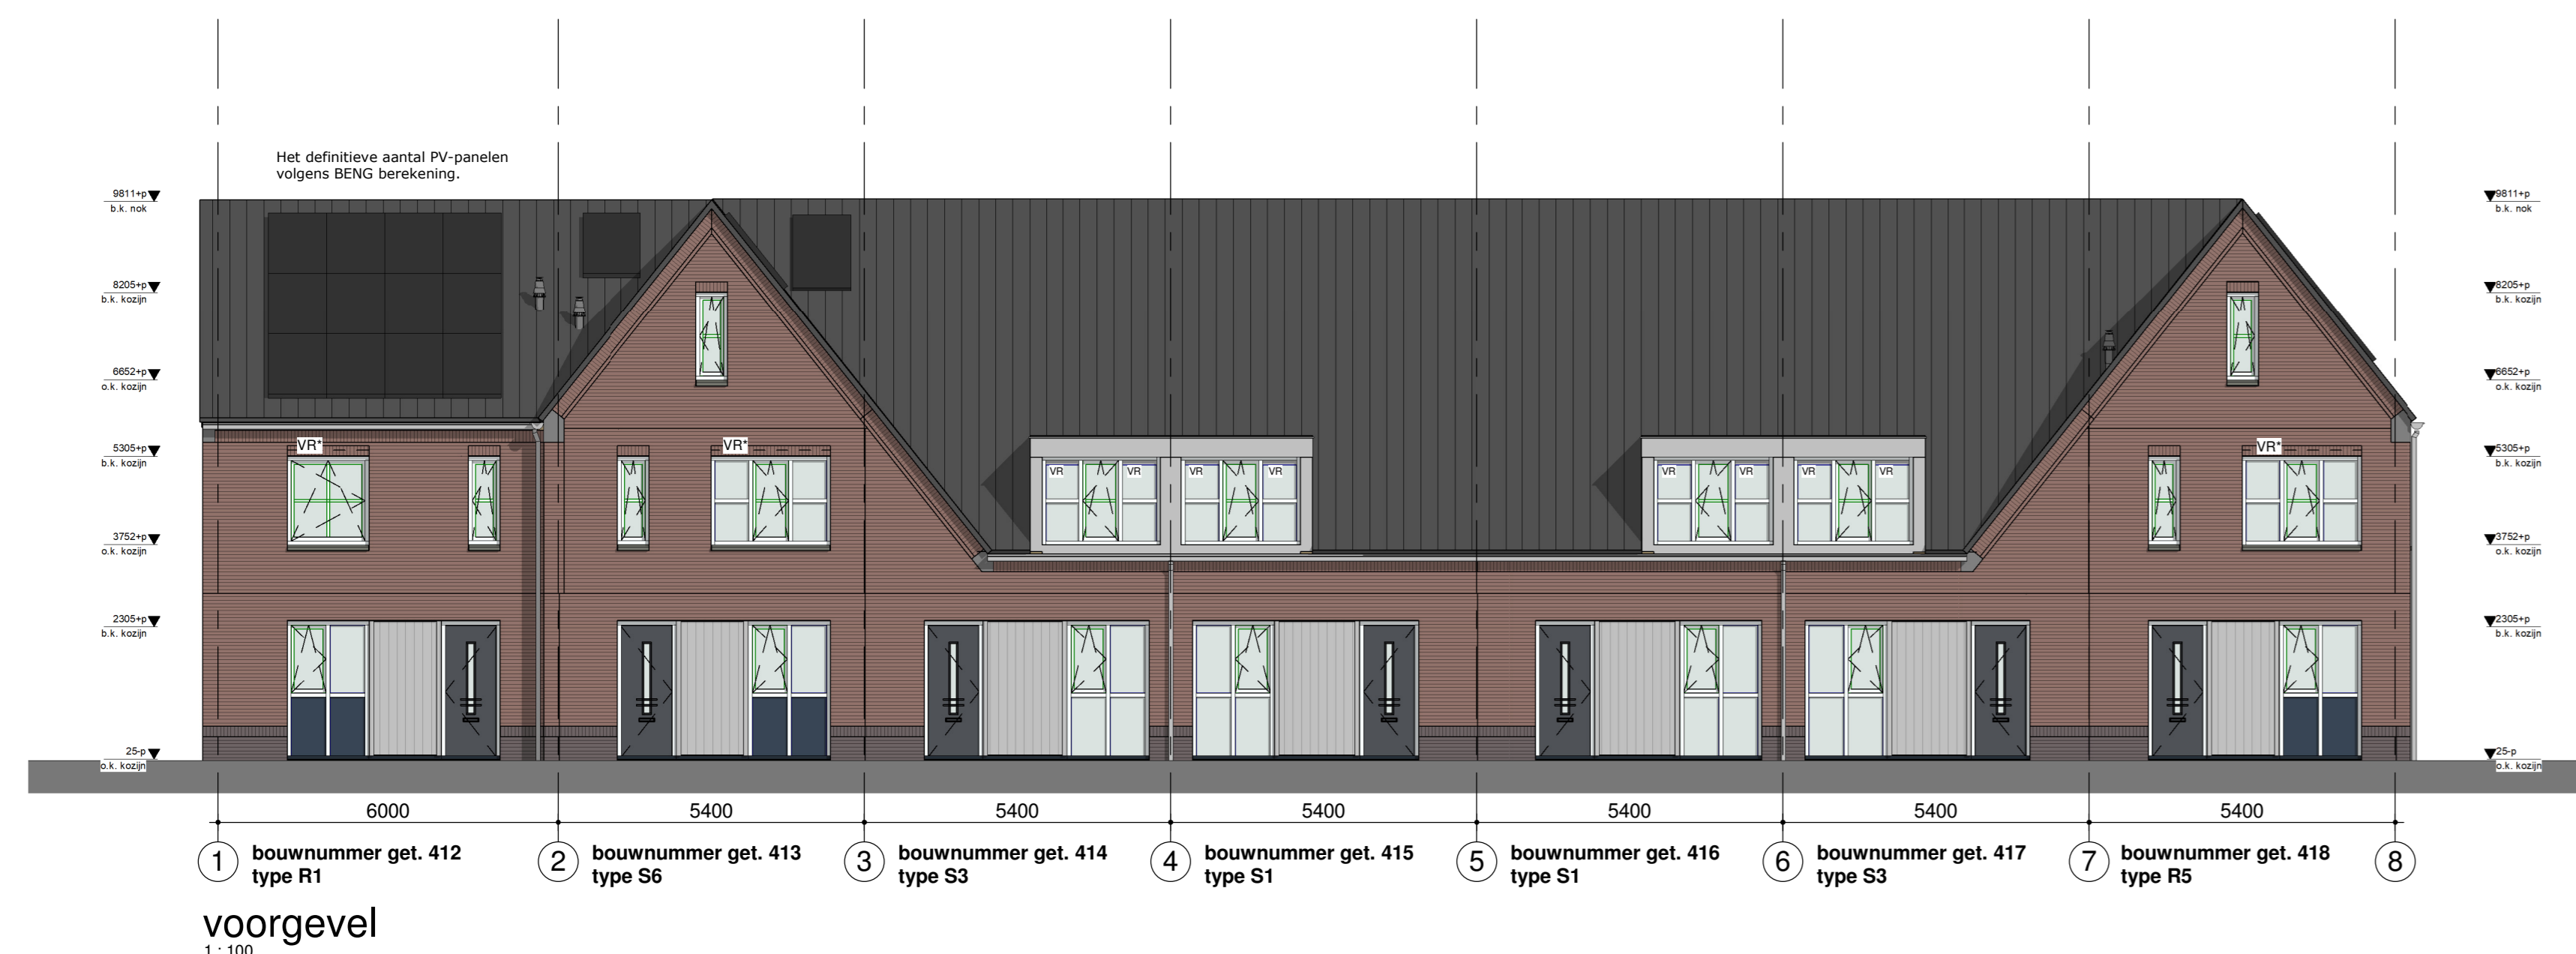 Het definitieve aantal PV-panelen
volgens BENG berekening.
9811+p
b.k. nok
9811+p
b.k. nok
8205+p
b.k. kozijn
8205+p
b.k. kozijn
6652+p
o.k. kozijn
6652+p
o.k. kozijn
VR* VR* VR*
5305+p
b.k. kozijn
5305+p
b.k. kozijn
VR VR VR VR VR VR VR VR
3752+p
o.k. kozijn
3752+p
o.k. kozijn
2305+p
b.k. kozijn
2305+p
b.k. kozijn
25-p
o.k. kozijn
25-p
o.k. kozijn
6000 5400 5400 5400 5400 5400 5400
1 2 3 4 5 6 7 8
bouwnummer get. 412
type R1
bouwnummer get. 413
type S6
bouwnummer get. 414
type S3
bouwnummer get. 415
type S1
bouwnummer get. 416
type S1
bouwnummer get. 417
type S3
bouwnummer get. 418
type R5
voorgevel
1 : 100